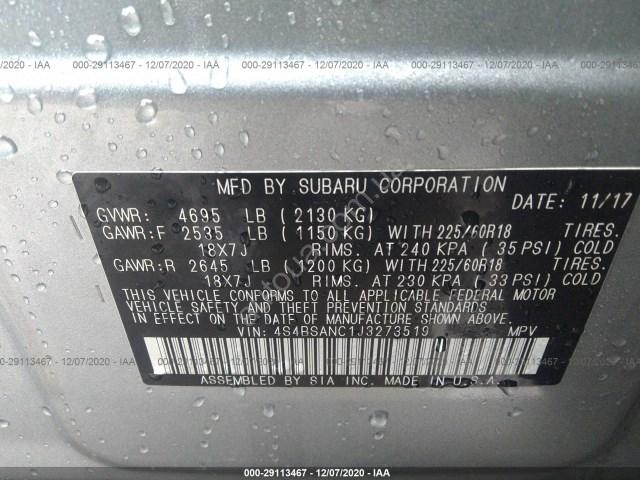 000-29113467 - 12/07/2020 - IAA
MFD BY SUBARU CORPORATION
DATE: 11/17
GVWR: 4695 LB (2130 KG)
GAWR:F 2535 LB (1150 KG) WITH 225/60R18 TIRES.
18X7J RIMS. AT 240 KPA (35 PSI) COLD
GAWR:R 2645 LB (1200 KG) WITH 225/60R18 TIRES.
18X7J RIMS. AT 230 KPA (33 PSI) COLD
THIS VEHICLE CONFORMS TO ALL APPLICABLE FEDERAL MOTOR
VEHICLE SAFETY AND THEFT PREVENTION STANDARDS
IN EFFECT ON THE DATE OF MANUFACTURE SHOWN ABOVE.
VIN: 4S4BSANC1J3273519 MPV
ASSEMBLED BY SIA INC. MADE IN U.S.A.
000-29113467 - 12/07/2020 - IAA